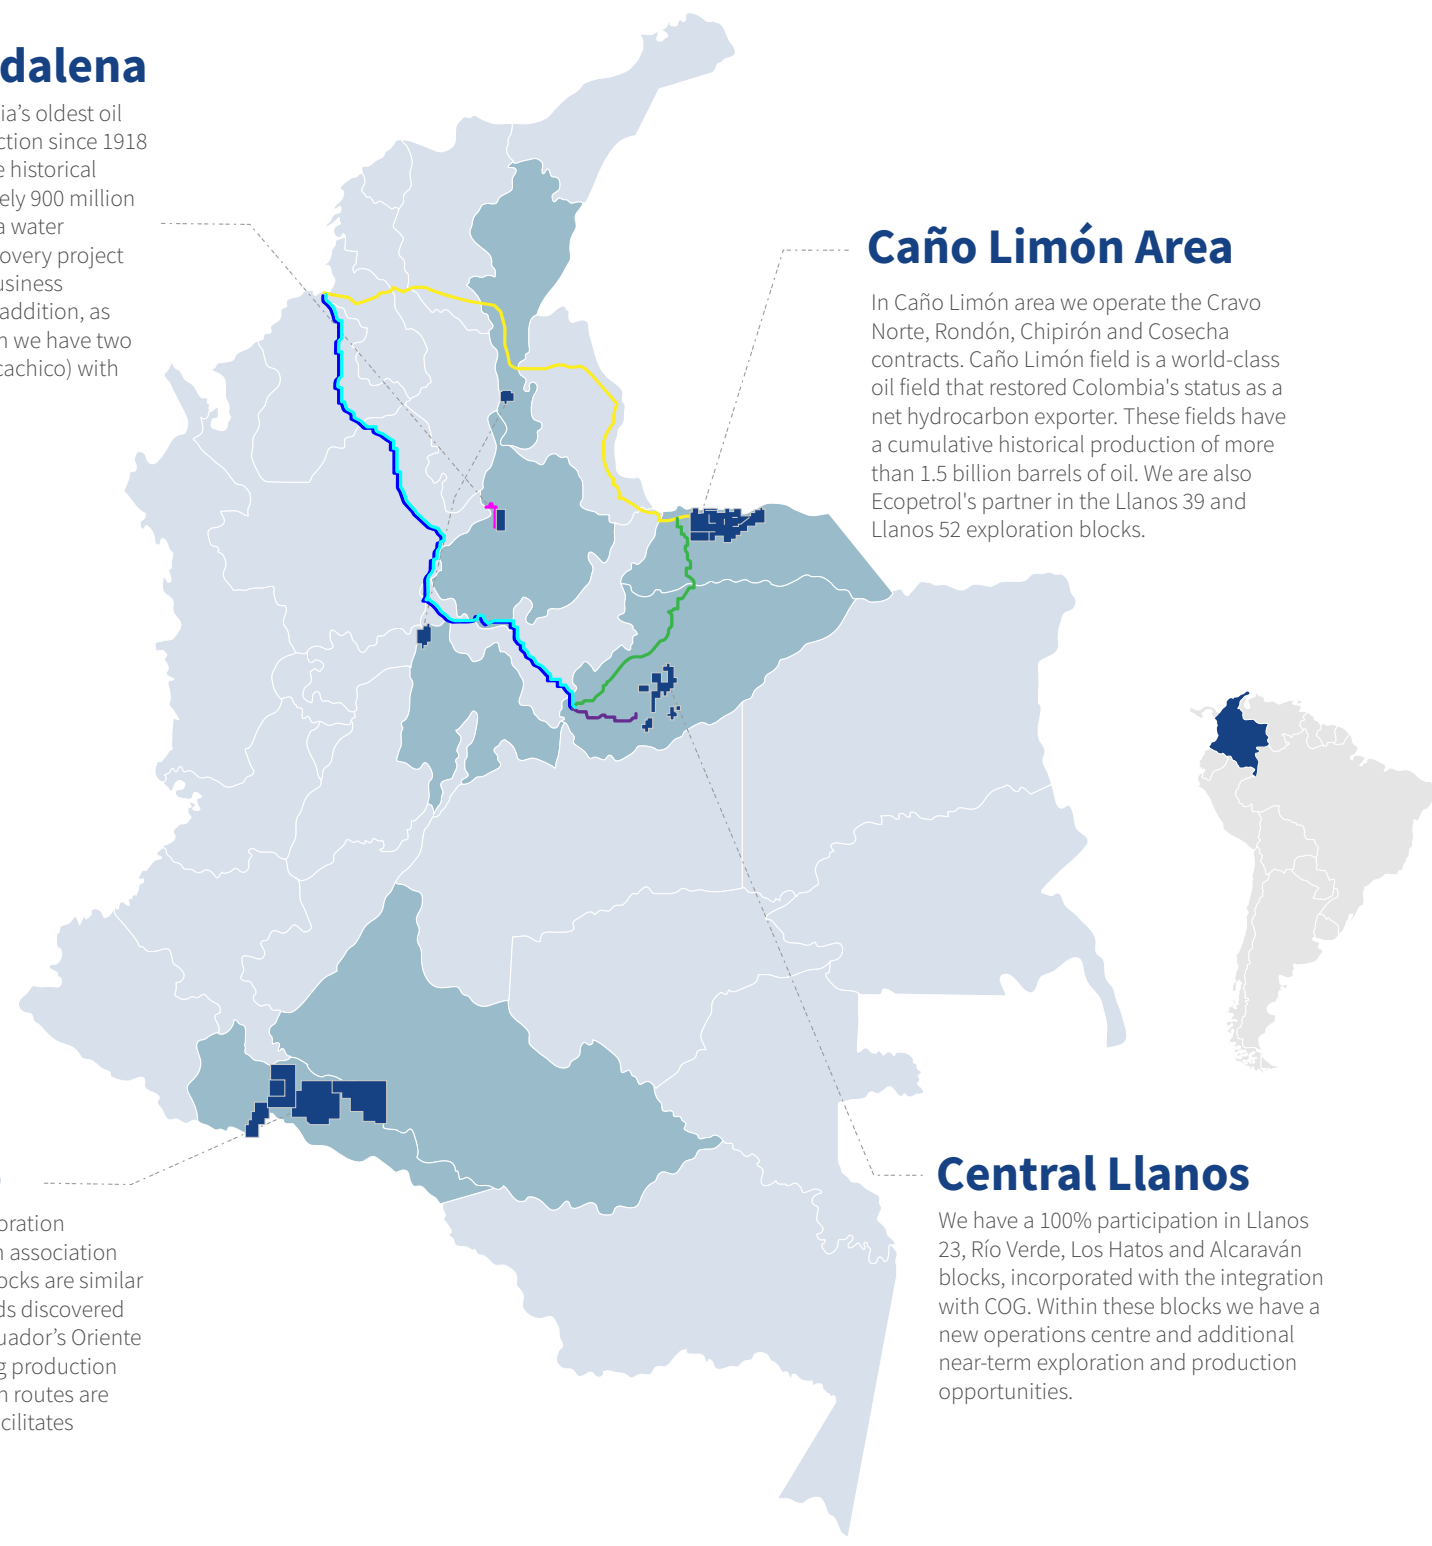 dalena
ia’s oldest oil
ction since 1918
e historical
ely 900 million
a water
overy project
usiness
addition, as
n we have two
cachico) with
Caño Limón Area
In Caño Limón area we operate the Cravo
Norte, Rondón, Chipirón and Cosecha
contracts. Caño Limón field is a world-class
oil field that restored Colombia's status as a
net hydrocarbon exporter. These fields have
a cumulative historical production of more
than 1.5 billion barrels of oil. We are also
Ecopetrol's partner in the Llanos 39 and
Llanos 52 exploration blocks.
oration
n association
ocks are similar
ds discovered
uador’s Oriente
g production
n routes are
cilitates
Central Llanos
We have a 100% participation in Llanos
23, Río Verde, Los Hatos and Alcaraván
blocks, incorporated with the integration
with COG. Within these blocks we have a
new operations centre and additional
near-term exploration and production
opportunities.